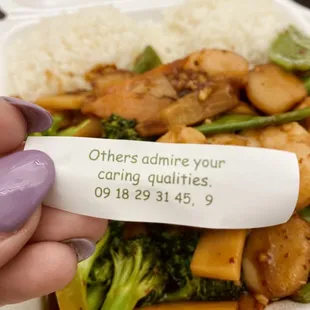 Others admire your
caring qualities.
09 18 29 31 45, 9